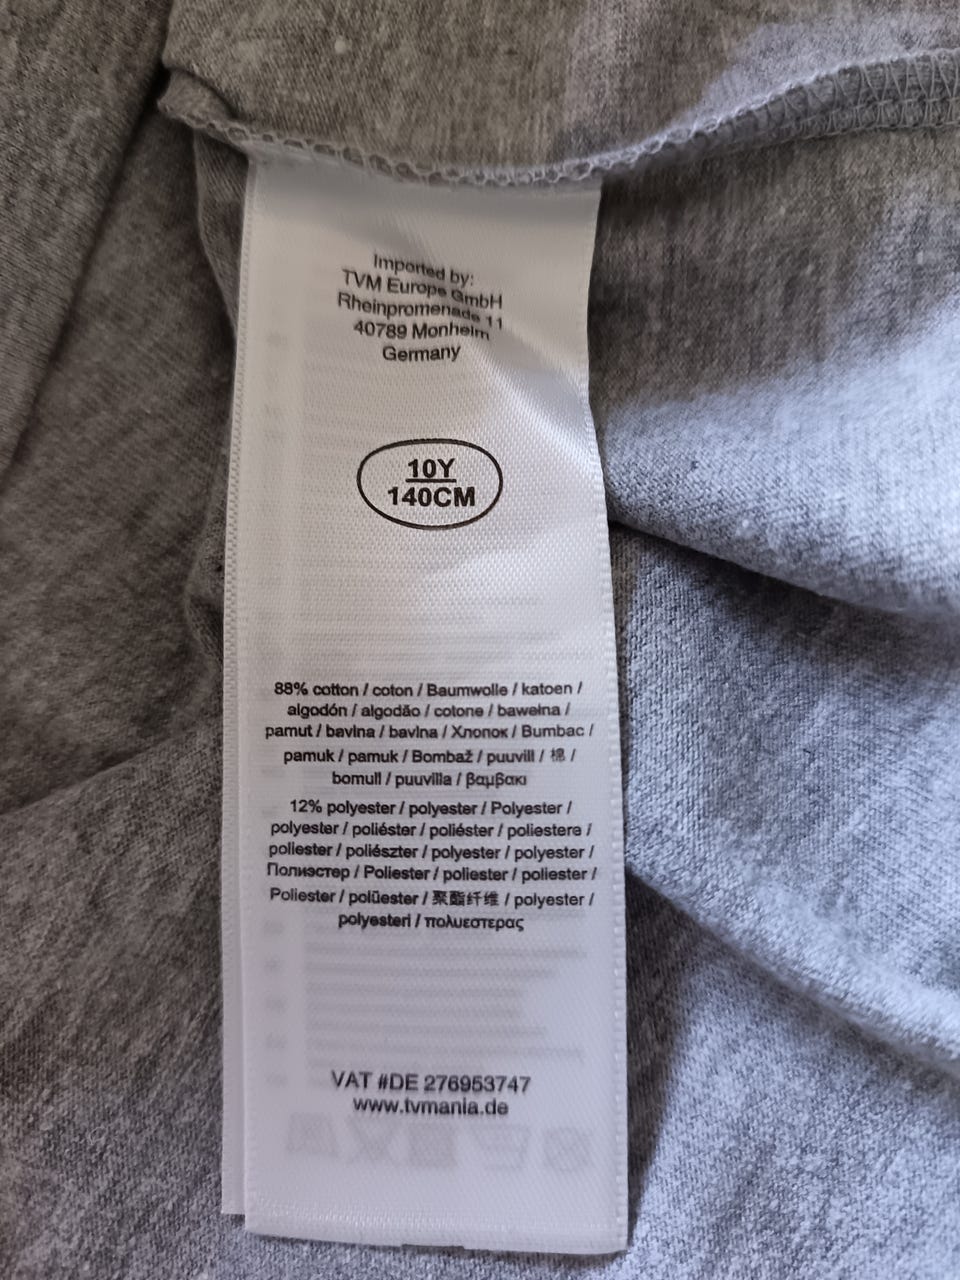 Imported by:
TVM Europe GmbH
Rheinpromenade 11
40789 Monheim
Germany
10Y
140CM
88% cotton / coton / Baumwolle / katoen /
algodón / algodão / cotone / bawełna /
pamut / bavlna / bavlna / Хлопок / Bumbac /
pamuk / pamuk / Bombaž / puuvill / 棉 /
bomull / puuvilla / βαμβακι
12% polyester / polyester / Polyester /
polyester / poliéster / poliéster / poliestere /
poliester / poliészter / polyester / polyester /
Полиэстер / Poliester / poliester / poliester /
Poliester / polüester / 聚酯纤维 / polyester /
polyesteri / πολυεστερας
VAT #DE 276953747
www.tvmania.de